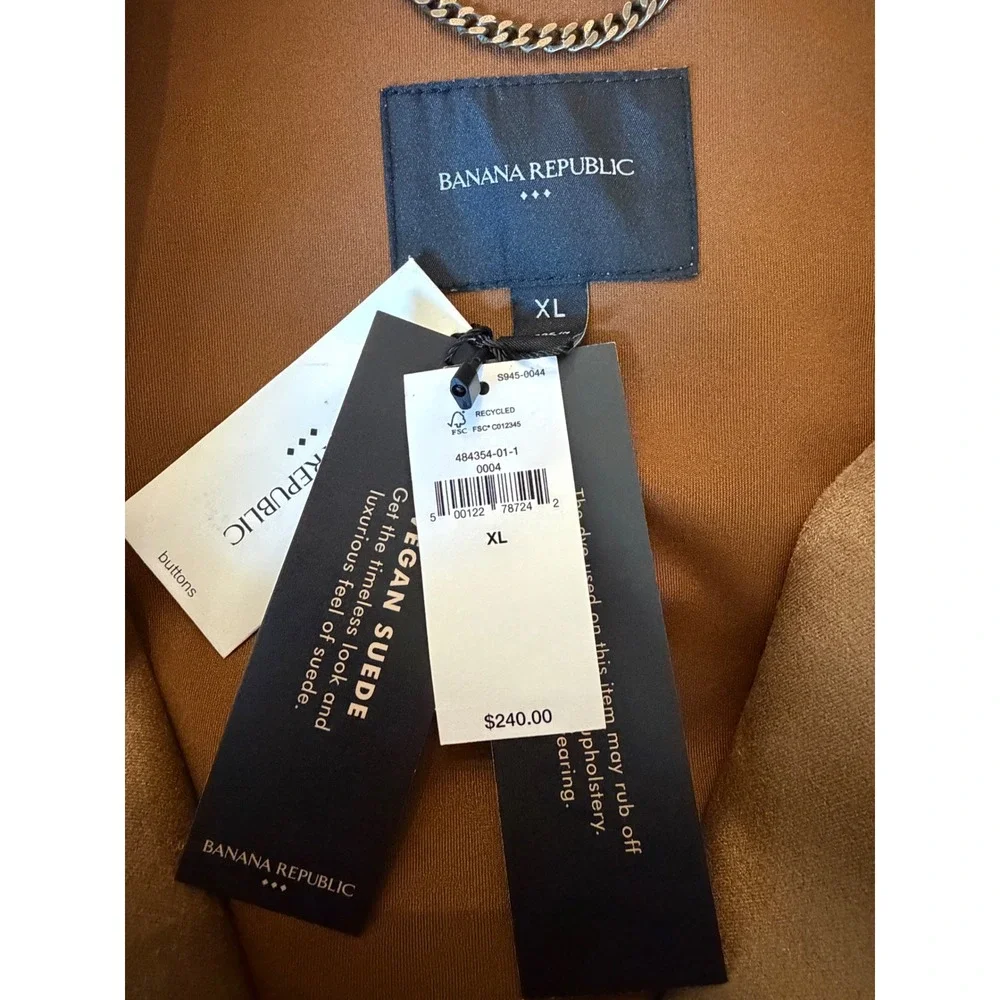 BANANA REPUBLIC
XL
S945-0044
RECYCLED
FSC
FSC® C012345
484354-01-1
0004
5 00122 78724 2
XL
$240.00
REPUBLIC
buttons
VEGAN SUEDE
Get the timeless look and
luxurious feel of suede.
BANANA REPUBLIC
The dye used on this item may rub off
upholstery.